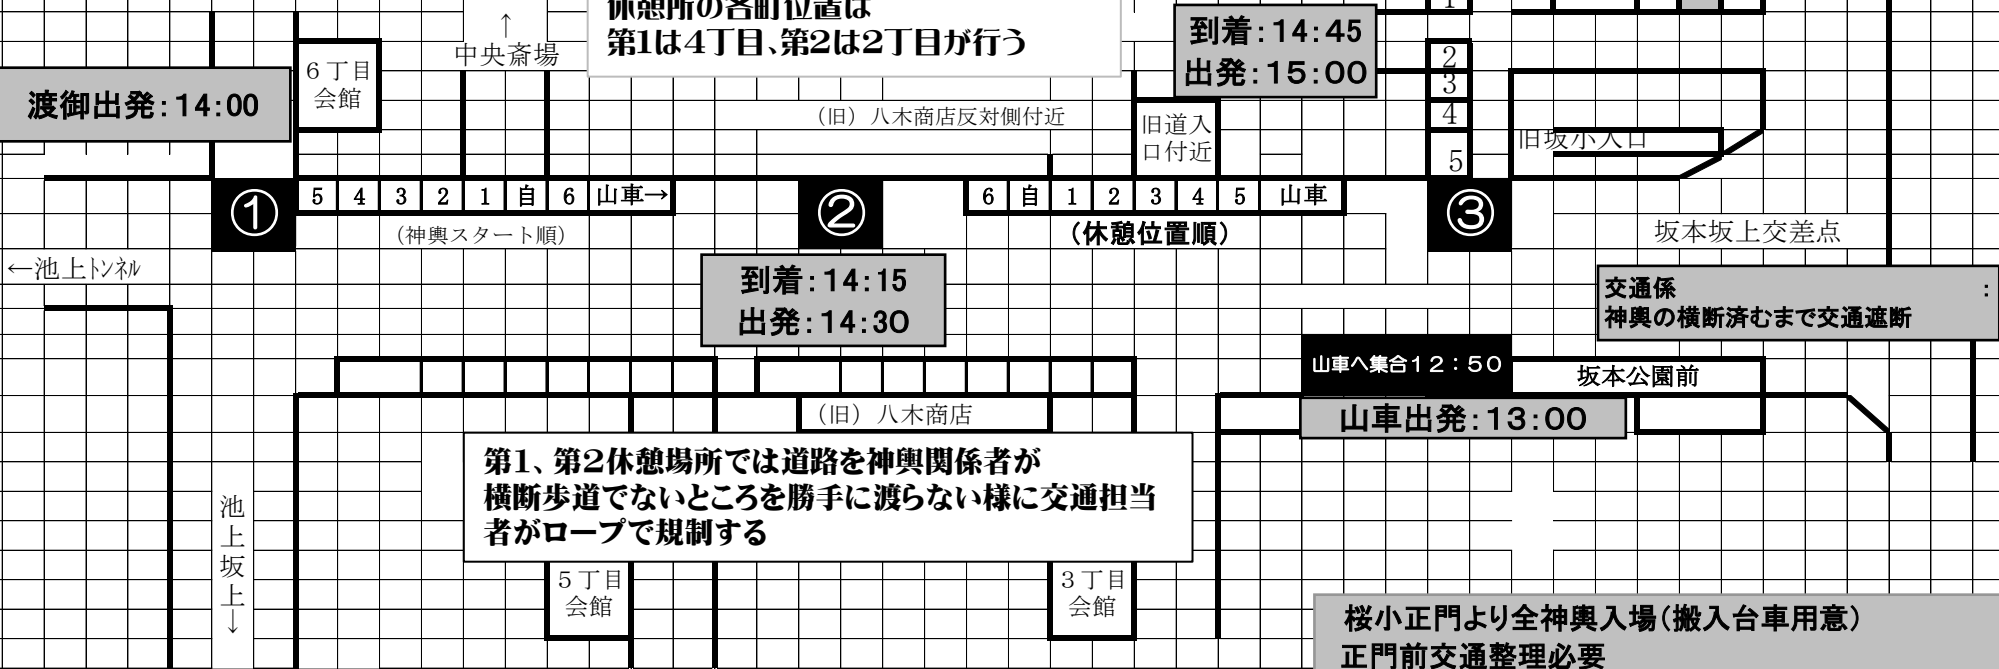 休憩所の各町位置は
第1は4丁目、第2は2丁目が行う
到着：14：45
出発：15：00
1
2
3
4
5
↑
中央斎場
6丁目
会館
渡御出発：14：00
（旧）八木商店反対側付近
旧道入
口付近
旧坂小入口
① 5 4 3 2 1 自 6 山車→ ② 6 自 1 2 3 4 5 山車 ③
（神輿スタート順）
（休憩位置順）
坂本坂上交差点
←池上トンネル
到着：14：15
出発：14：30
交通係 ：
神輿の横断済むまで交通遮断
山車へ集合12：50
坂本公園前
（旧）八木商店
山車出発：13：00
第1、第2休憩場所では道路を神輿関係者が
横断歩道でないところを勝手に渡らない様に交通担当
者がロープで規制する
池上坂上↓
5丁目
会館
3丁目
会館
桜小正門より全神輿入場（搬入台車用意）
正門前交通整理必要